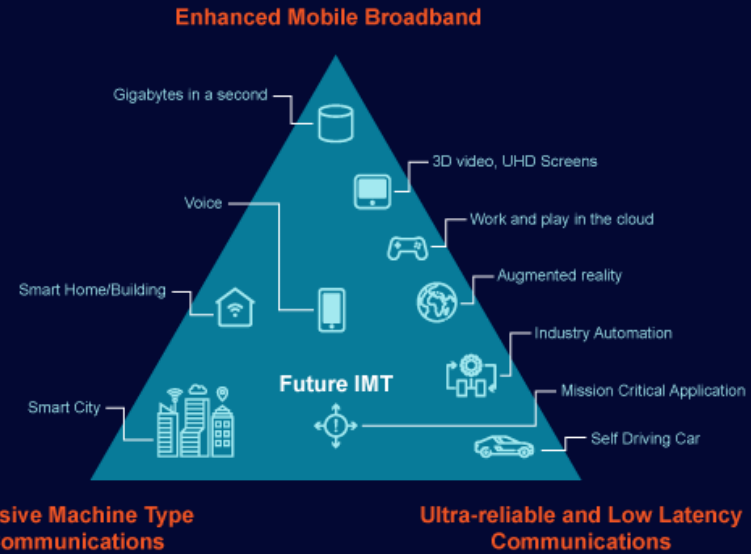 Enhanced Mobile Broadband
Gigabytes in a second
3D video, UHD Screens
Voice
Work and play in the cloud
Augmented reality
Smart Home/Building
Industry Automation
Future IMT
Mission Critical Application
Smart City
Self Driving Car
sive Machine Type
ommunications
Ultra-reliable and Low Latency
Communications